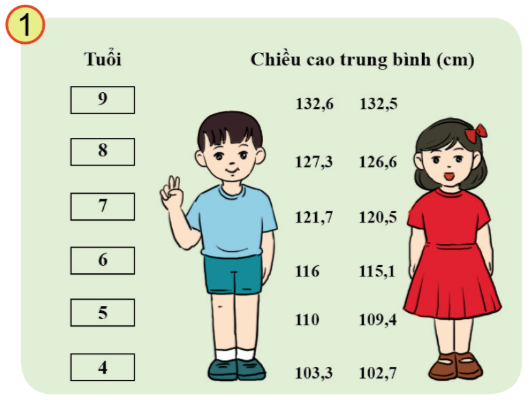 1
Tuổi Chiều cao trung bình (cm)
9 132,6 132,5
8 127,3 126,6
7 121,7 120,5
6 116 115,1
5 110 109,4
4 103,3 102,7